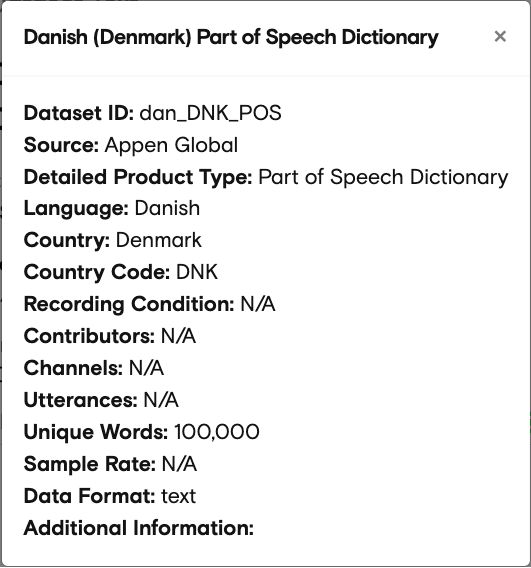 Danish (Denmark) Part of Speech Dictionary ×
Dataset ID: dan_DNK_POS
Source: Appen Global
Detailed Product Type: Part of Speech Dictionary
Language: Danish
Country: Denmark
Country Code: DNK
Recording Condition: N/A
Contributors: N/A
Channels: N/A
Utterances: N/A
Unique Words: 100,000
Sample Rate: N/A
Data Format: text
Additional Information: